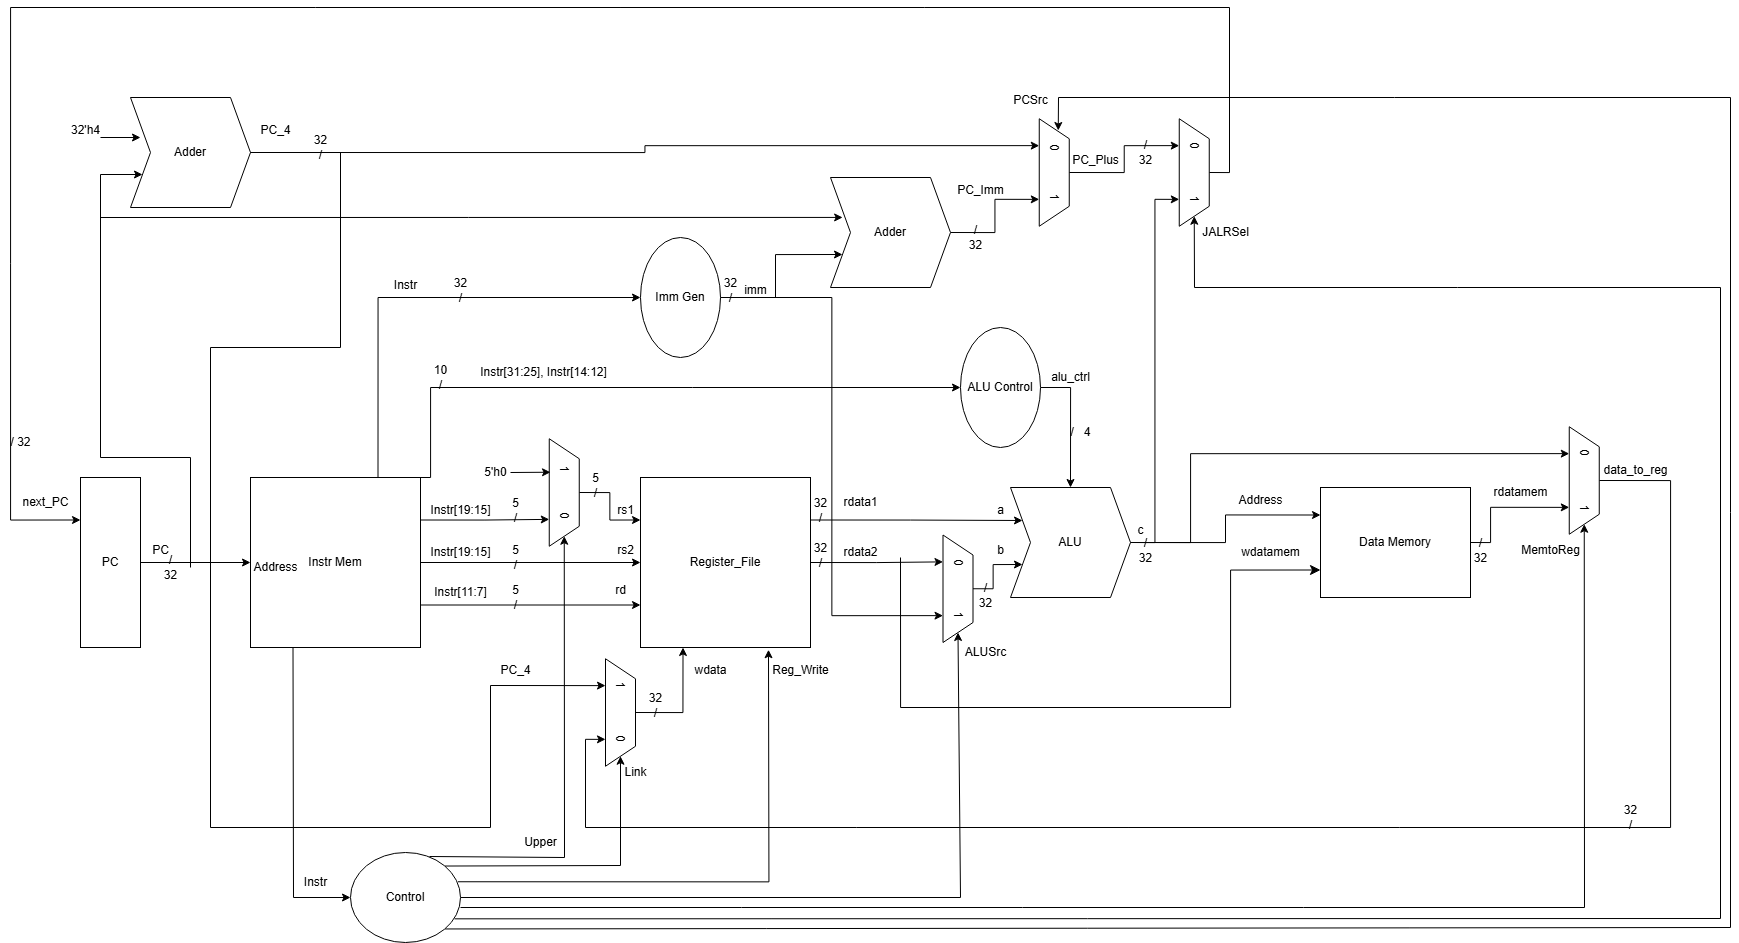 PCSrc
32'h4
PC_4
32
Adder
0
PC_Plus
32
0
1
1
PC_Imm
32
Adder
JALRSel
Instr
32
Imm Gen
32
imm
10
Instr[31:25], Instr[14:12]
ALU Control
alu_ctrl
4
32
5'h0
1
5
0
next_PC
Instr[19:15]
5
rs1
32
rdata1
a
Address
rdatamem
0
data_to_reg
1
PC
PC
32
Address
Instr Mem
Instr[19:15]
5
rs2
Register_File
32
rdata2
0
b
32
1
ALU
c
32
wdatamem
Data Memory
32
MemtoReg
Instr[11:7]
5
rd
ALUSrc
PC_4
1
32
0
wdata
Reg_Write
Link
32
Upper
Instr
Control